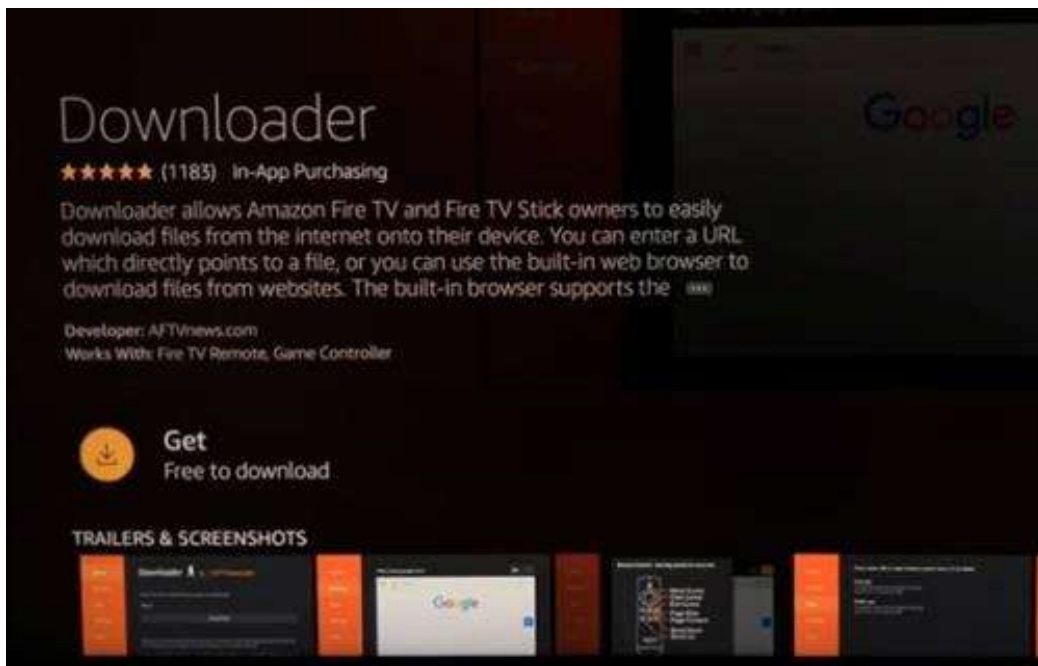 Google
Downloader
(1183) In-App Purchasing
Downloader allows Amazon Fire TV and Fire TV Stick owners to easily
download files from the internet onto their device. You can enter a URL
which directly points to a file, or you can use the built-in web browser to
download files from websites. The built-in browser supports the
Developer: AFTVnews.com
Works With: Fire TV Remote, Game Controller
Get
Free to download
TRAILERS & SCREENSHOTS
Downloader
Google